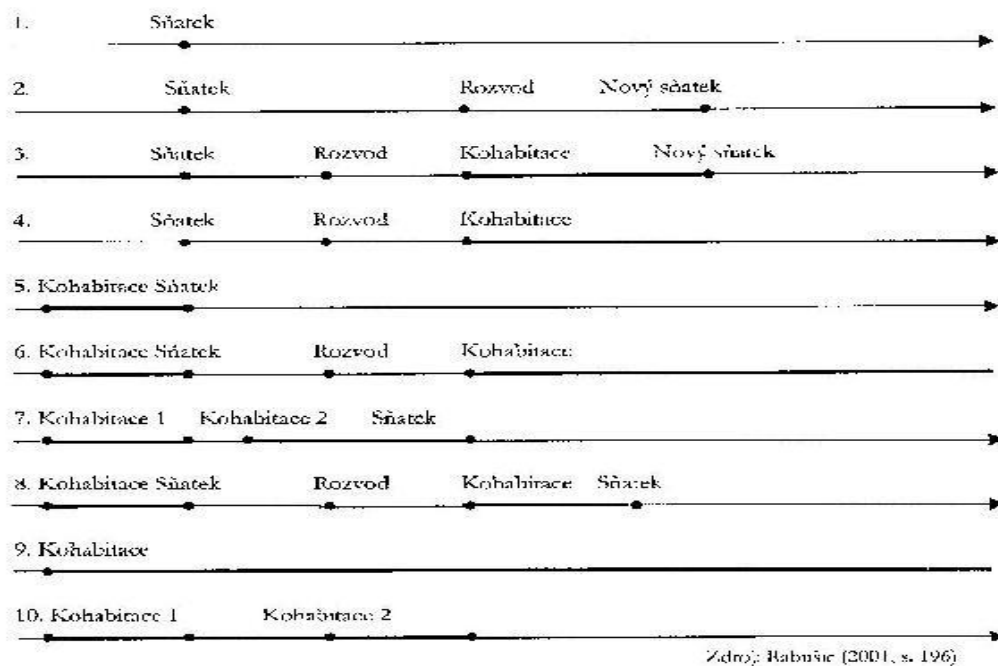 1. Sňatek
2. Sňatek Rozvod Nový sňatek
3. Sňatek Rozvod Kohabitace Nový sňatek
4. Sňatek Rozvod Kohabitace
5. Kohabitace Sňatek
6. Kohabitace Sňatek Rozvod Kohabitace
7. Kohabitace 1 Kohabitace 2 Sňatek
8. Kohabitace Sňatek Rozvod Kohabitace Sňatek
9. Kohabitace
10. Kohabitace 1 Kohabitace 2
Zdroj: Rabušic (2001, s. 196)